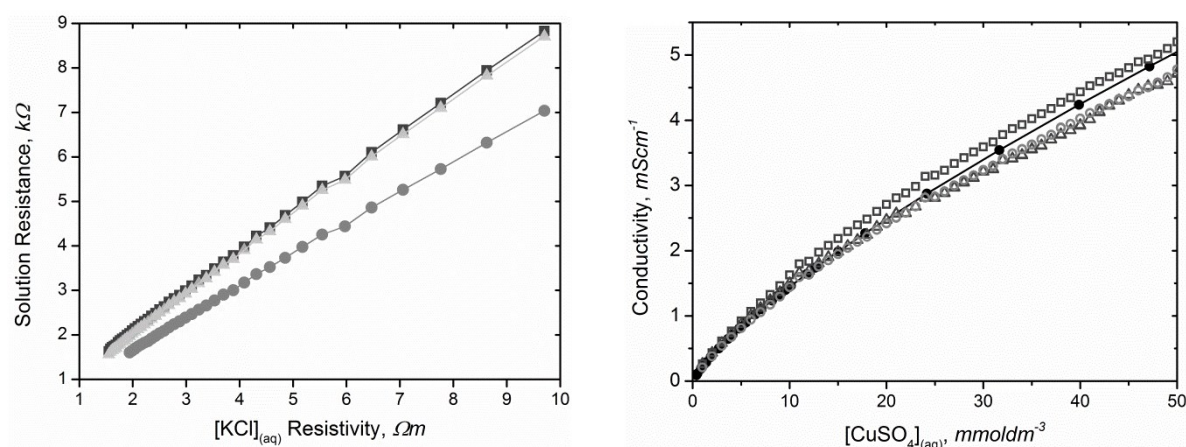 9
8
7
6
5
4
3
2
1
Solution Resistance, kΩ
1 2 3 4 5 6 7 8 9 10
[KCl](aq) Resistivity, Ωm
5
4
3
2
1
0
Conductivity, mScm-1
0 10 20 30 40 50
[CuSO4](aq), mmoldm-3